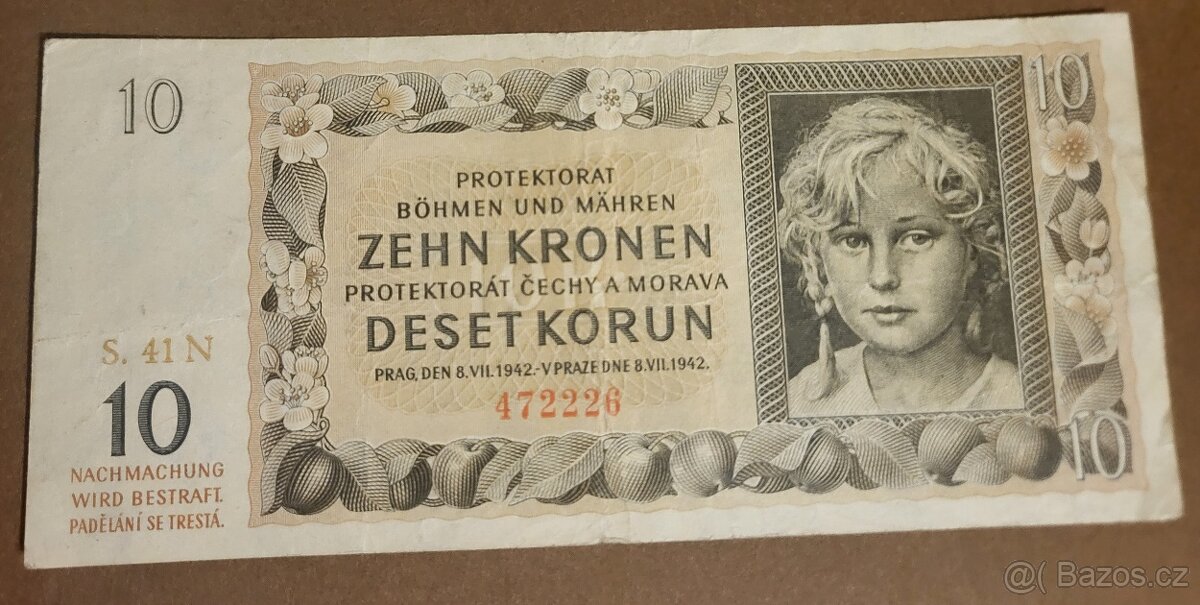 10
10
PROTEKTORAT
BÖHMEN UND MÄHREN
ZEHN KRONEN
PROTEKTORÁT ČECHY A MORAVA
DESET KORUN
PRAG, DEN 8.VII.1942.-V PRAZE DNE 8.VII.1942.
472226
S. 41 N
10
NACHMACHUNG
WIRD BESTRAFT.
PADĚLÁNÍ SE TRESTÁ.
10
@( Bazos.cz